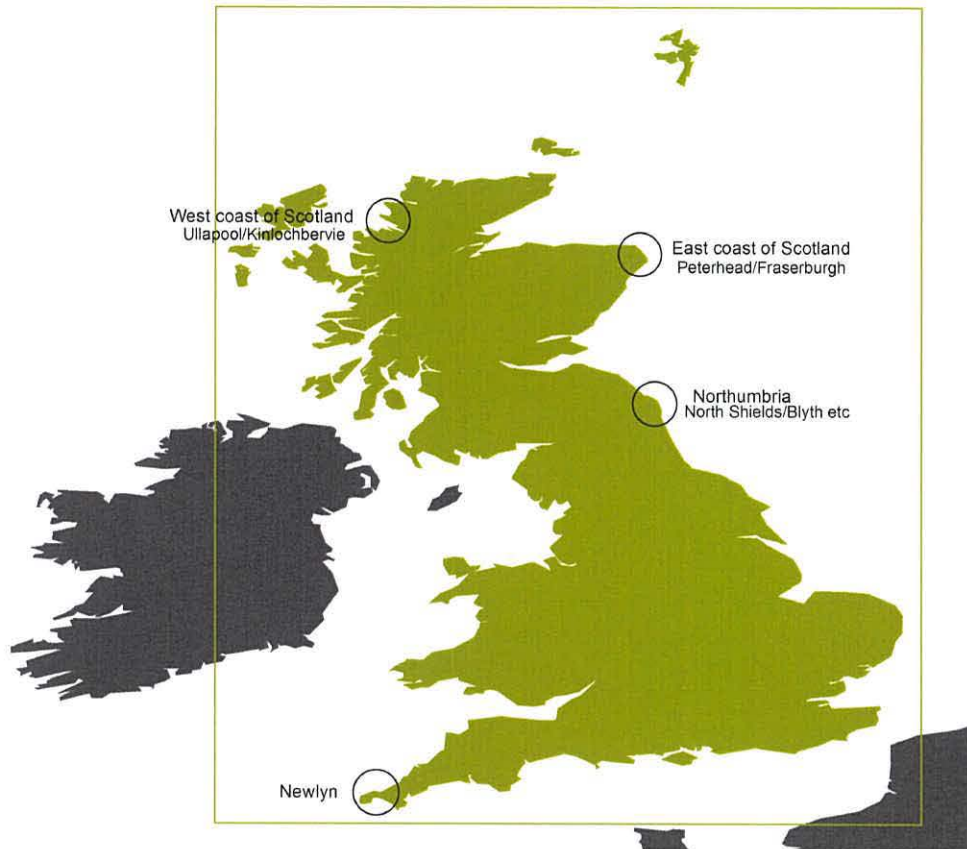 West coast of Scotland
Ullapool/Kinlochbervie
East coast of Scotland
Peterhead/Fraserburgh
Northumbria
North Shields/Blyth etc
Newlyn